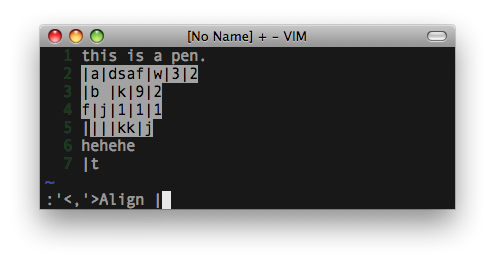 [No Name] + - VIM
1 this is a pen.
2 |a|dsaf|w|3|2
3 |b |k|9|2
4 f|j|1|1|1
5 ||||kk|j
6 hehehe
7 |t
~
:'<,'>Align |